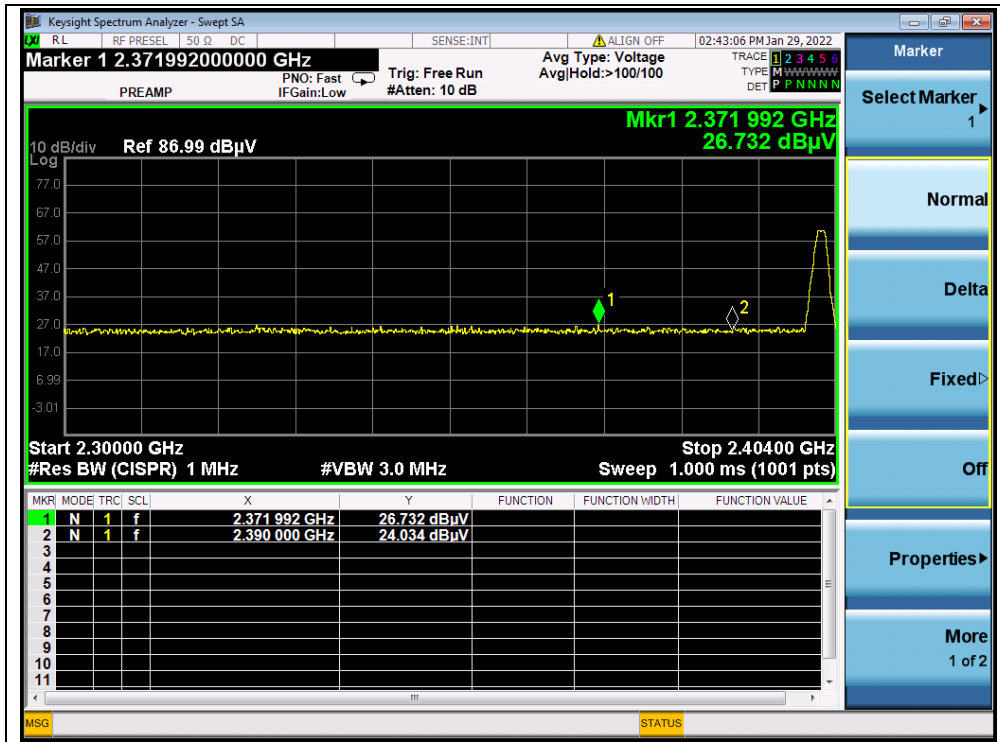 Keysight Spectrum Analyzer - Swept SA
LXI RL RF PRESEL 50 Ω DC SENSE:INT ALIGN OFF 02:43:06 PM Jan 29, 2022
Marker 1 2.371992000000 GHz
PREAMP
PNO: Fast
IFGain:Low
Trig: Free Run
#Atten: 10 dB
Avg Type: Voltage
Avg|Hold:>100/100
TRACE 1 2 3 4 5 6
TYPE M WWWWW
DET P P N N N N
Mkr1 2.371 992 GHz
26.732 dBµV
10 dB/div Ref 86.99 dBµV
Log
77.0
67.0
57.0
47.0
37.0
27.0
17.0
6.99
-3.01
1
2
Start 2.30000 GHz Stop 2.40400 GHz
#Res BW (CISPR) 1 MHz #VBW 3.0 MHz Sweep 1.000 ms (1001 pts)
MKR MODE TRC SCL X Y FUNCTION FUNCTION WIDTH FUNCTION VALUE
1 N 1 f 2.371 992 GHz 26.732 dBµV
2 N 1 f 2.390 000 GHz 24.034 dBµV
3
4
5
6
7
8
9
10
11
MSG STATUS
Marker
Select Marker
1
Normal
Delta
Fixed
Off
Properties
More
1 of 2